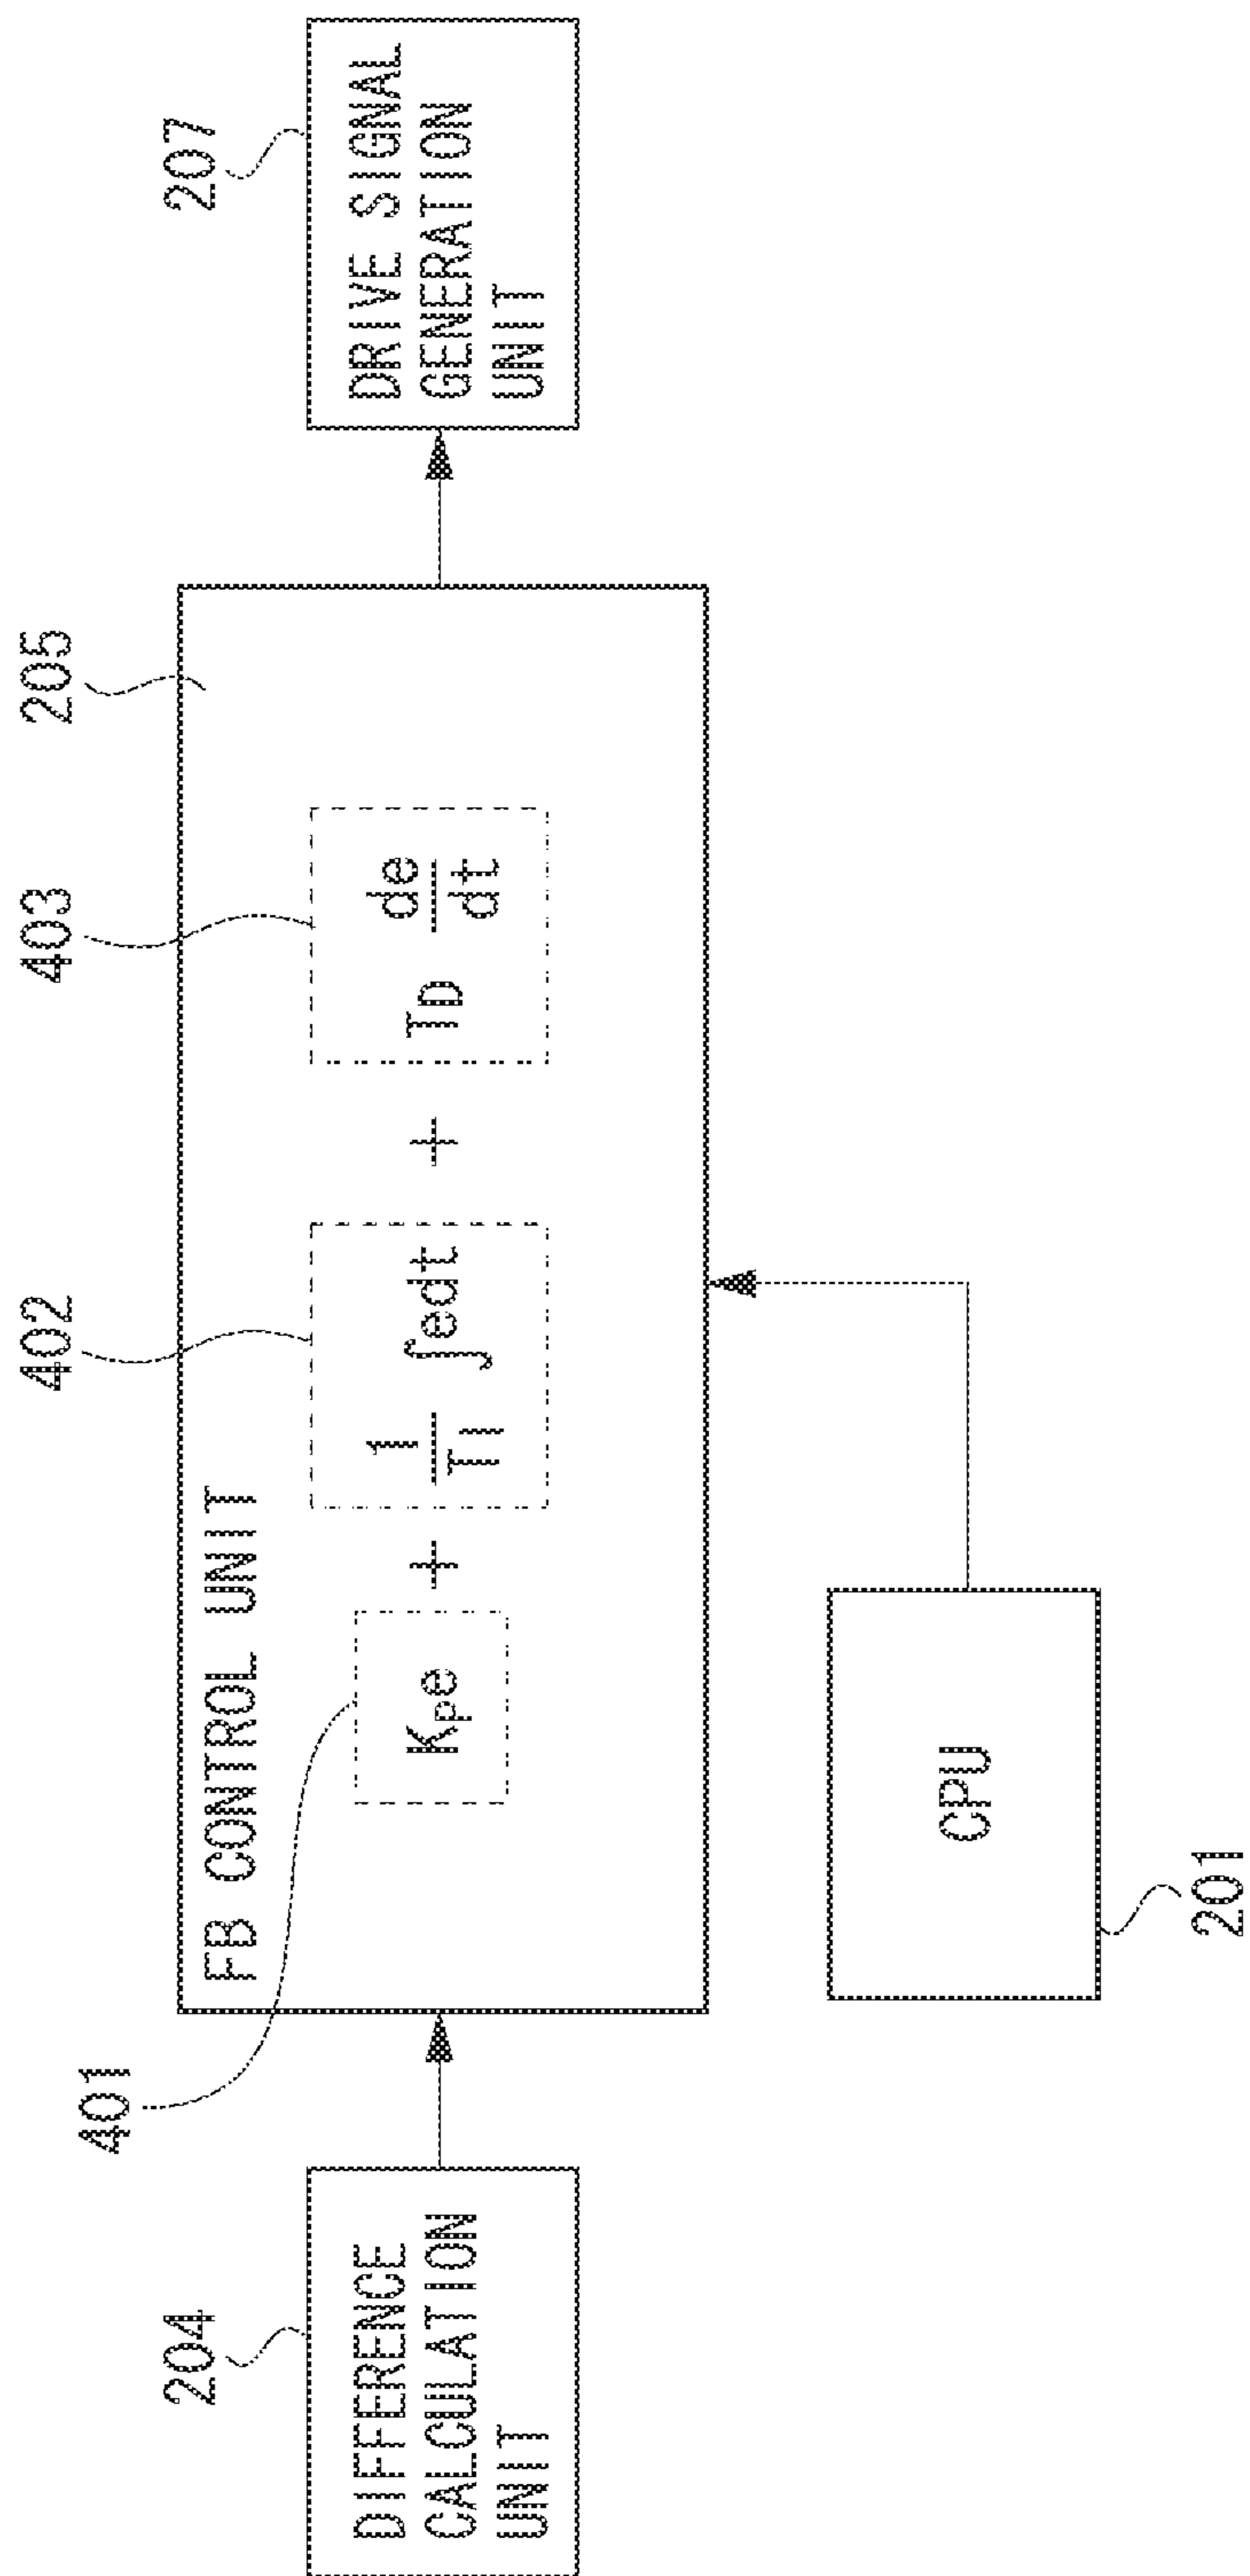 205
403
402
207
401
204
FB CONTROL UNIT
DIFFERENCE
CALCULATION
UNIT
Kpe
+
1/TI ∫edt
+
TD de/dt
DRIVE SIGNAL
GENERATION
UNIT
CPU
201